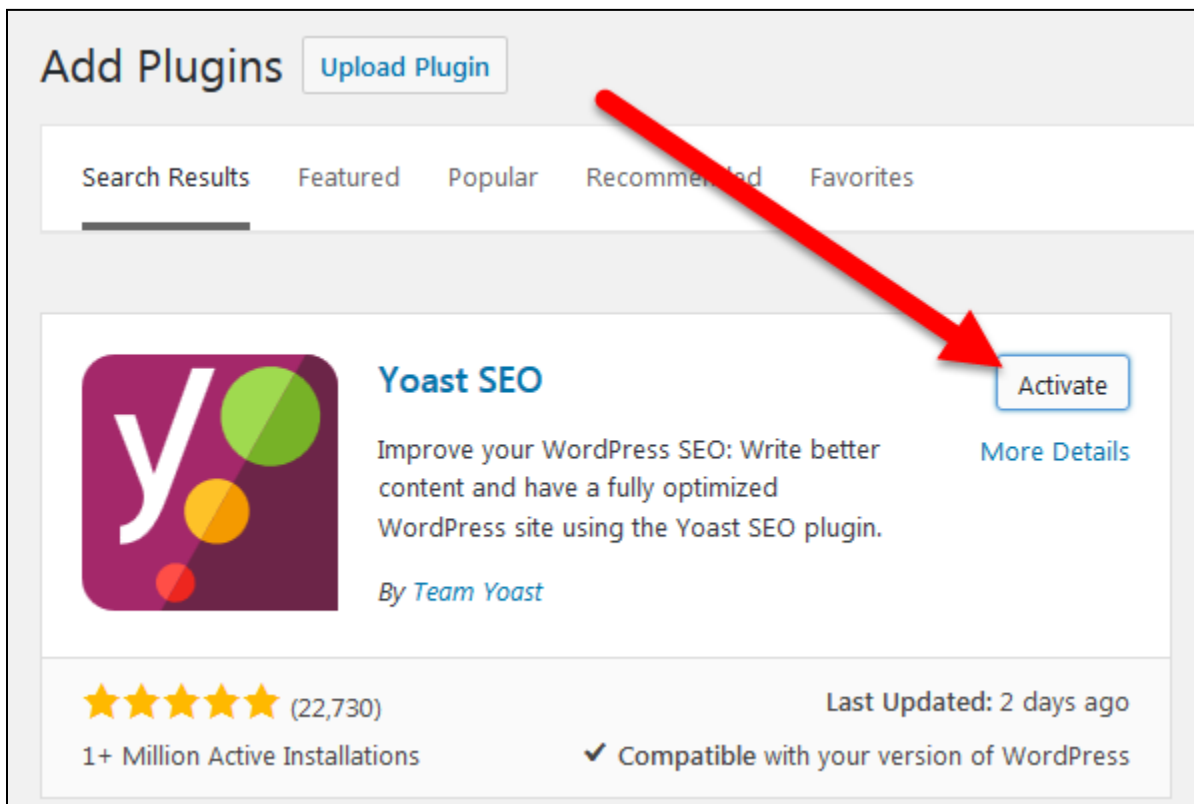 Add Plugins Upload Plugin
Search Results Featured Popular Recommended Favorites
y
Yoast SEO
Activate
Improve your WordPress SEO: Write better
content and have a fully optimized
WordPress site using the Yoast SEO plugin.
More Details
By Team Yoast
(22,730)
Last Updated: 2 days ago
1+ Million Active Installations
✔ Compatible with your version of WordPress